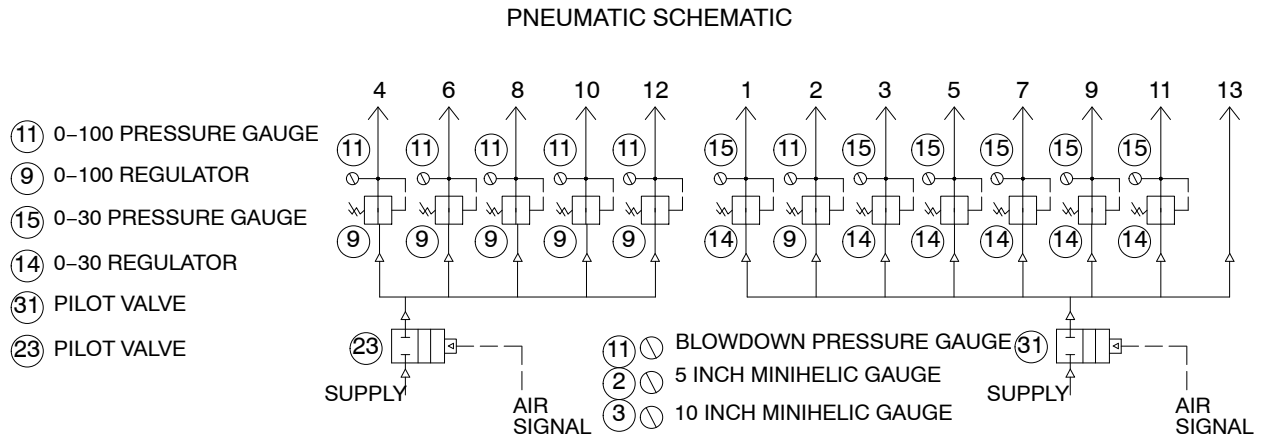 PNEUMATIC SCHEMATIC
4 6 8 10 12 1 2 3 5 7 9 11 13
11 0–100 PRESSURE GAUGE
11 11 11 11 11 15 11 15 15 15 15 15
9 0–100 REGULATOR
15 0–30 PRESSURE GAUGE
9 9 9 9 9 14 9 14 14 14 14 14
14 0–30 REGULATOR
31 PILOT VALVE
23 PILOT VALVE
23
SUPPLY
AIR
SIGNAL
11 BLOWDOWN PRESSURE GAUGE
2 5 INCH MINIHELIC GAUGE
3 10 INCH MINIHELIC GAUGE
31
SUPPLY
AIR
SIGNAL